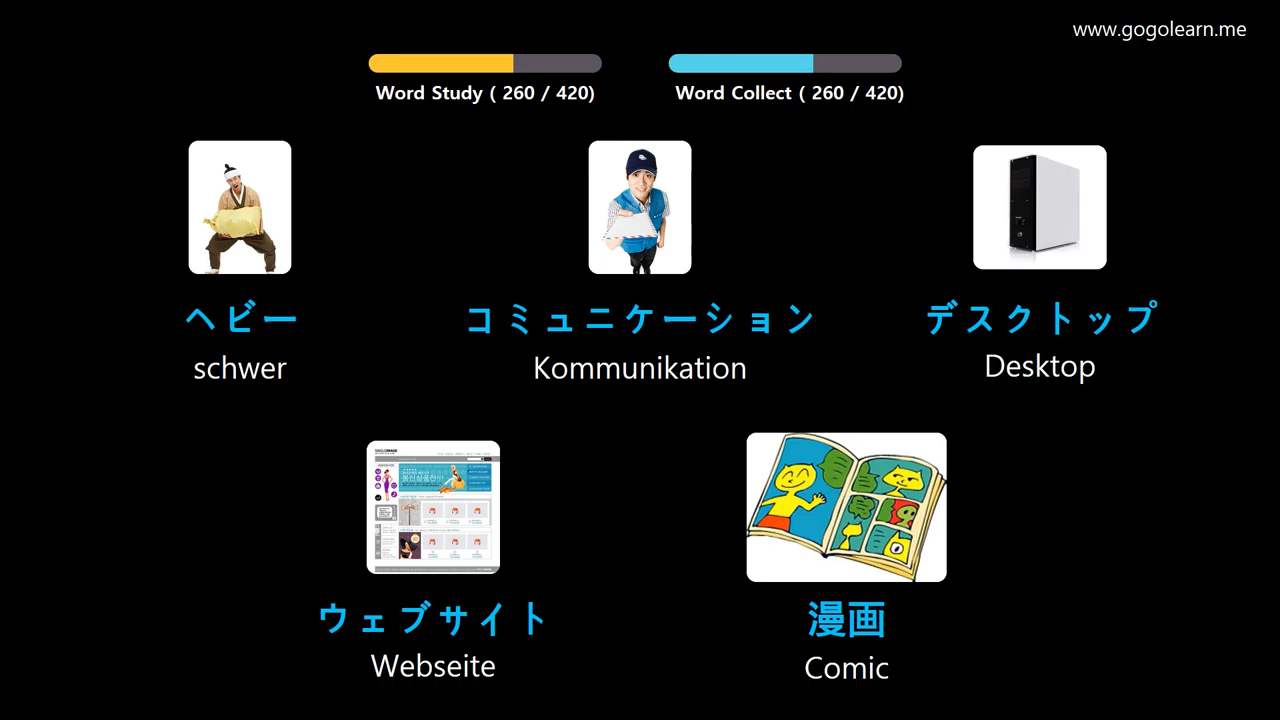 www.gogolearn.me
Word Study ( 260 / 420)
Word Collect ( 260 / 420)
ヘビー
コミュニケーション
デスクトップ
schwer
Kommunikation
Desktop
ウェブサイト
漫画
Webseite
Comic